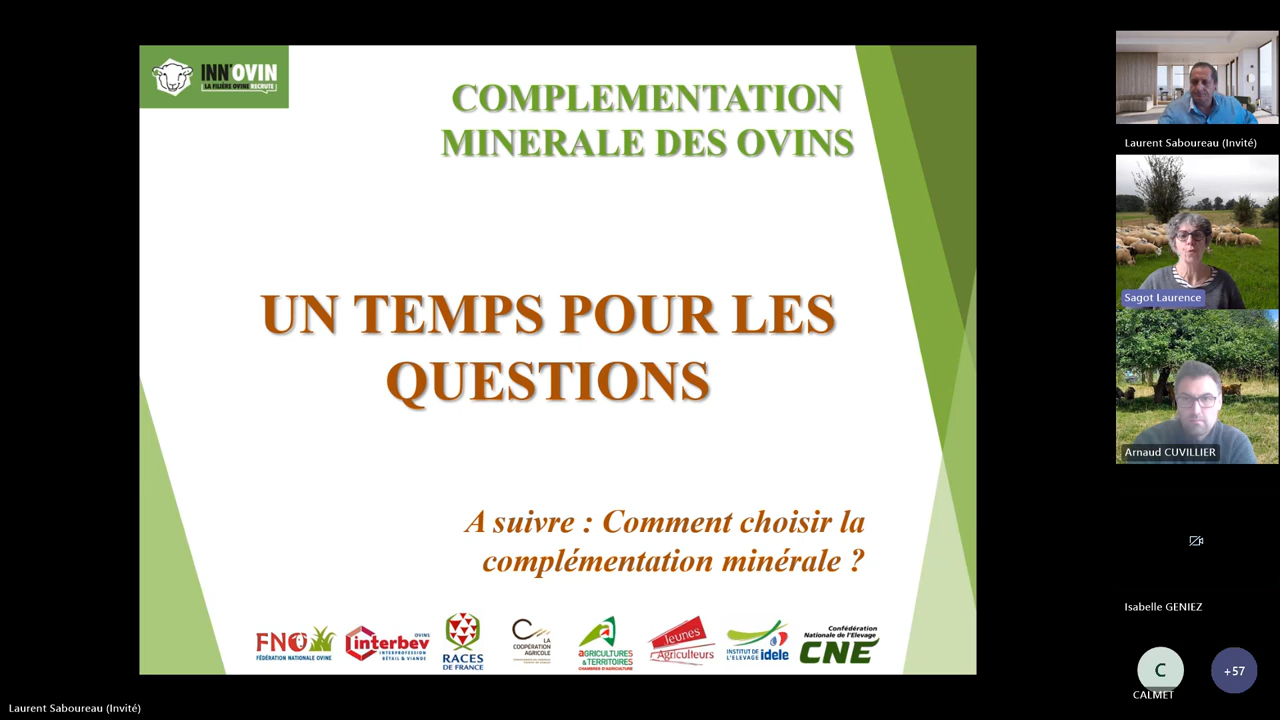 INN'OVIN
LA FILIÈRE OVINE RECRUTE
COMPLEMENTATION
MINERALE DES OVINS
UN TEMPS POUR LES
QUESTIONS
A suivre : Comment choisir la
complémentation minérale ?
FNO
FÉDÉRATION NATIONALE OVINE
OVINS
interbev
INTERPROFESSION
BÉTAIL & VIANDE
RACES
DE FRANCE
LA
COOPÉRATION
AGRICOLE
AGRICULTURES
& TERRITOIRES
CHAMBRES D'AGRICULTURE
Jeunes
Agriculteurs
INSTITUT DE
L'ELEVAGE idele
Confédération
Nationale de l'Elevage
CNE
Laurent Saboureau (Invité)
Sagot Laurence
Arnaud CUVILLIER
Isabelle GENIEZ
C
CALMET
+57
Laurent Saboureau (Invité)